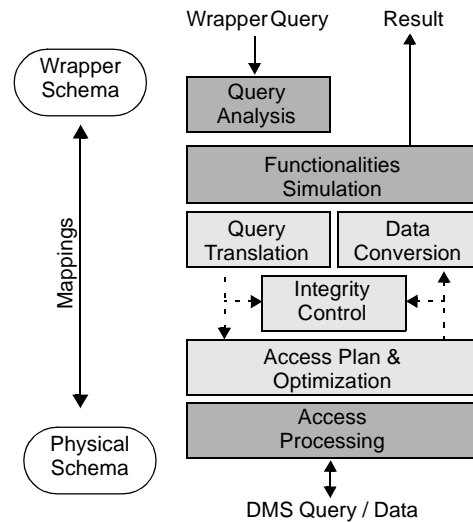 Wrapper Query
Result
Wrapper
Schema
Query
Analysis
Functionalities
Simulation
Query
Translation
Data
Conversion
Mappings
Integrity
Control
Access Plan &
Optimization
Access
Processing
Physical
Schema
DMS Query / Data